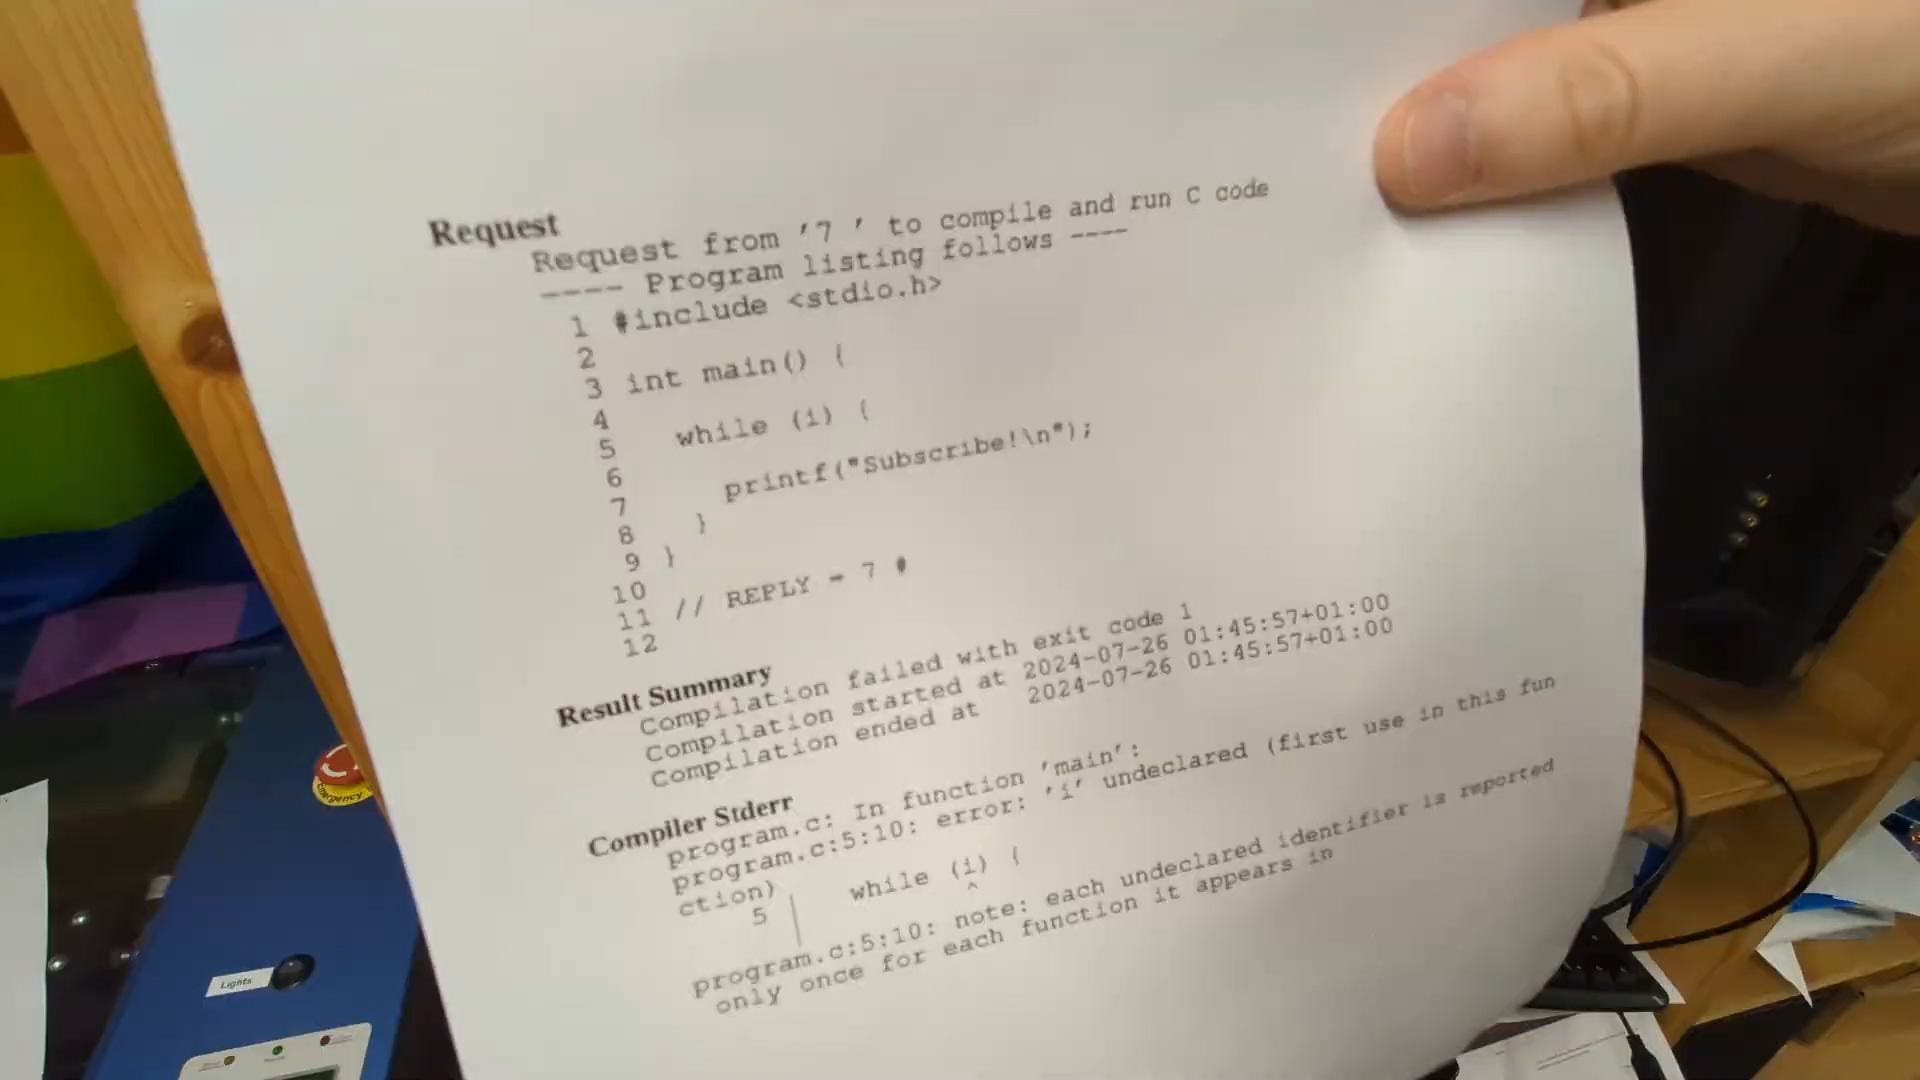 Request
Request from '7 ' to compile and run C code
---- Program listing follows ----
1 #include <stdio.h>
2
3 int main() {
4
5 while (i) {
6
7 printf("Subscribe!\n");
8 }
9 }
10
11 // REPLY - 7 #
12
Result Summary
Compilation failed with exit code 1
Compilation started at 2024-07-26 01:45:57+01:00
Compilation ended at 2024-07-26 01:45:57+01:00
Compiler Stderr
program.c: In function 'main':
program.c:5:10: error: 'i' undeclared (first use in this fun
ction)
5 | while (i) {
| ^
program.c:5:10: note: each undeclared identifier is reported
only once for each function it appears in
Emergency
Lights